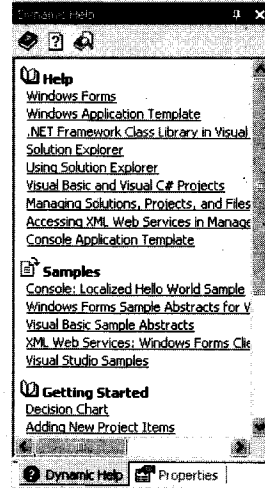 Dynamic Help
Help
Windows Forms
Windows Application Template
.NET Framework Class Library in Visual
Solution Explorer
Using Solution Explorer
Visual Basic and Visual C# Projects
Managing Solutions, Projects, and Files
Accessing XML Web Services in Manage
Console Application Template
Samples
Console: Localized Hello World Sample
Windows Forms Sample Abstracts for V
Visual Basic Sample Abstracts
XML Web Services: Windows Forms Clie
Visual Studio Samples
Getting Started
Decision Chart
Adding New Project Items
Dynamic Help Properties